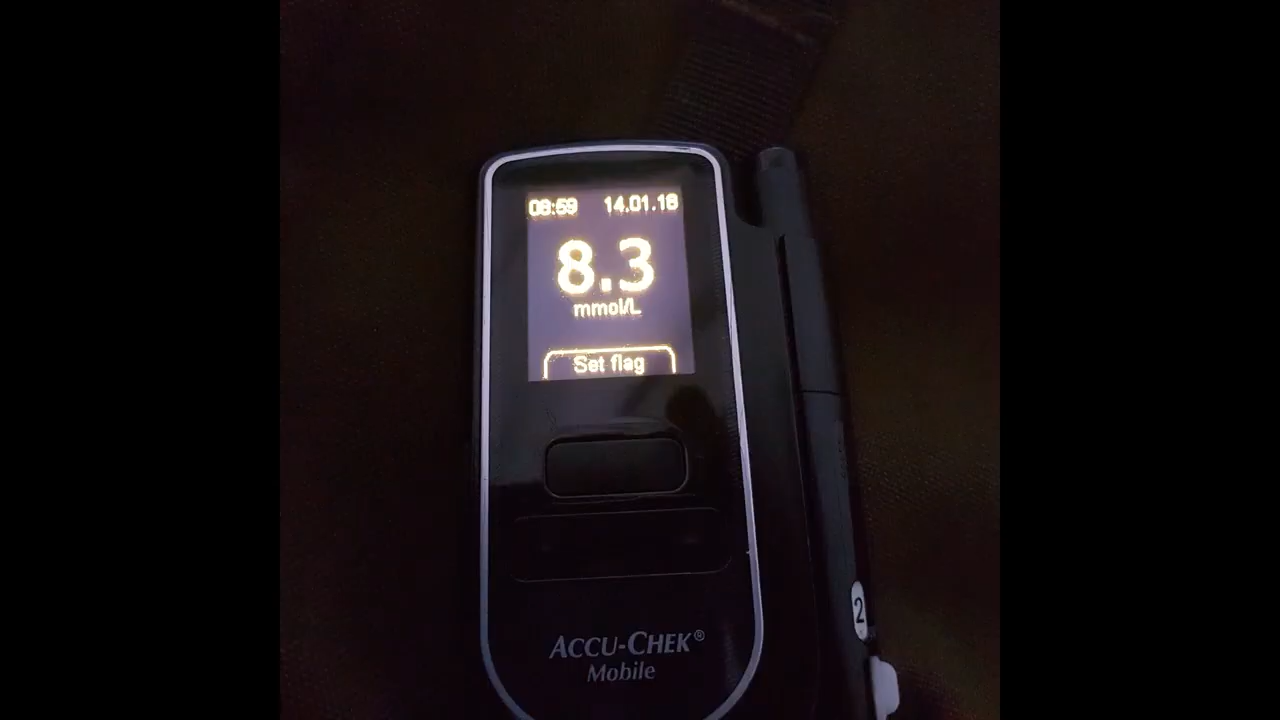 08:59 14.01.16
8.3
mmol/L
Set flag
2
ACCU-CHEK®
Mobile